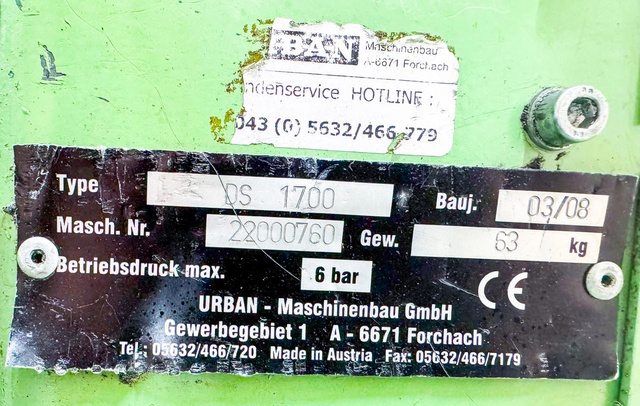 BAN Maschinenbau
A-6671 Forchach
ndenservice HOTLINE :
043 (0) 5632/466 779
Type DS 1700 Bauj. 03/08
Masch. Nr. 22000760 Gew. 63 kg
Betriebsdruck max. 6 bar
CE
URBAN - Maschinenbau GmbH
Gewerbegebiet 1 A - 6671 Forchach
Tel : 05632/466/720 Made in Austria Fax: 05632/466/7179